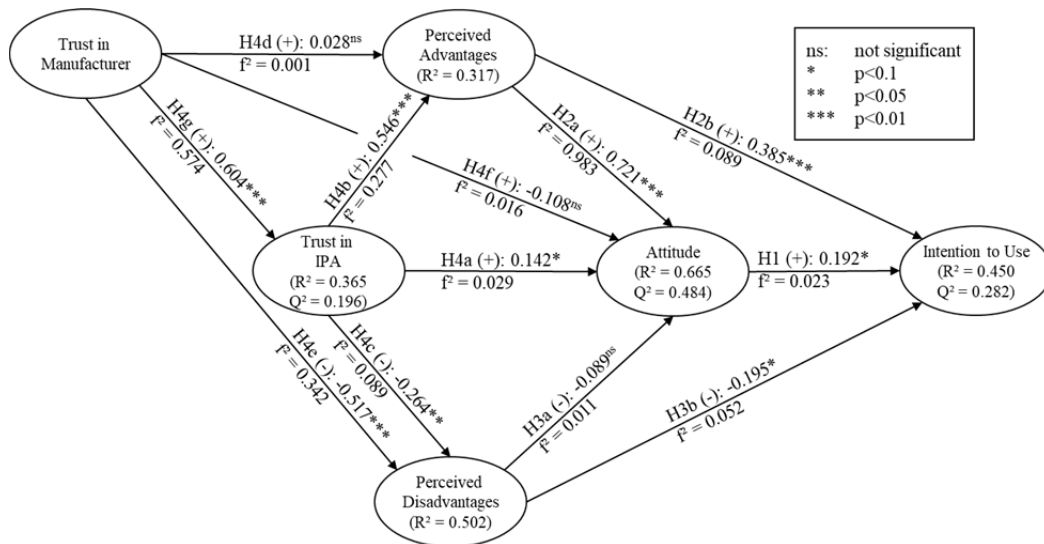 Trust in
Manufacturer
H4d (+): 0.028ns
f² = 0.001
Perceived
Advantages
(R² = 0.317)
ns: not significant
* p<0.1
** p<0.05
*** p<0.01
H4g (+): 0.604***
f² = 0.574
H4b (+): 0.546***
f² = 0.277
H2a (+): 0.721***
f² = 0.983
H2b (+): 0.385***
f² = 0.089
H4f (+): -0.108ns
f² = 0.016
Trust in
IPA
(R² = 0.365
Q² = 0.196)
H4a (+): 0.142*
f² = 0.029
Attitude
(R² = 0.665
Q² = 0.484)
H1 (+): 0.192*
f² = 0.023
Intention to Use
(R² = 0.450
Q² = 0.282)
H4e (-): -0.517***
f² = 0.342
H4c (-): -0.264**
f² = 0.089
H3a (-): -0.089ns
f² = 0.011
H3b (-): -0.195*
f² = 0.052
Perceived
Disadvantages
(R² = 0.502)